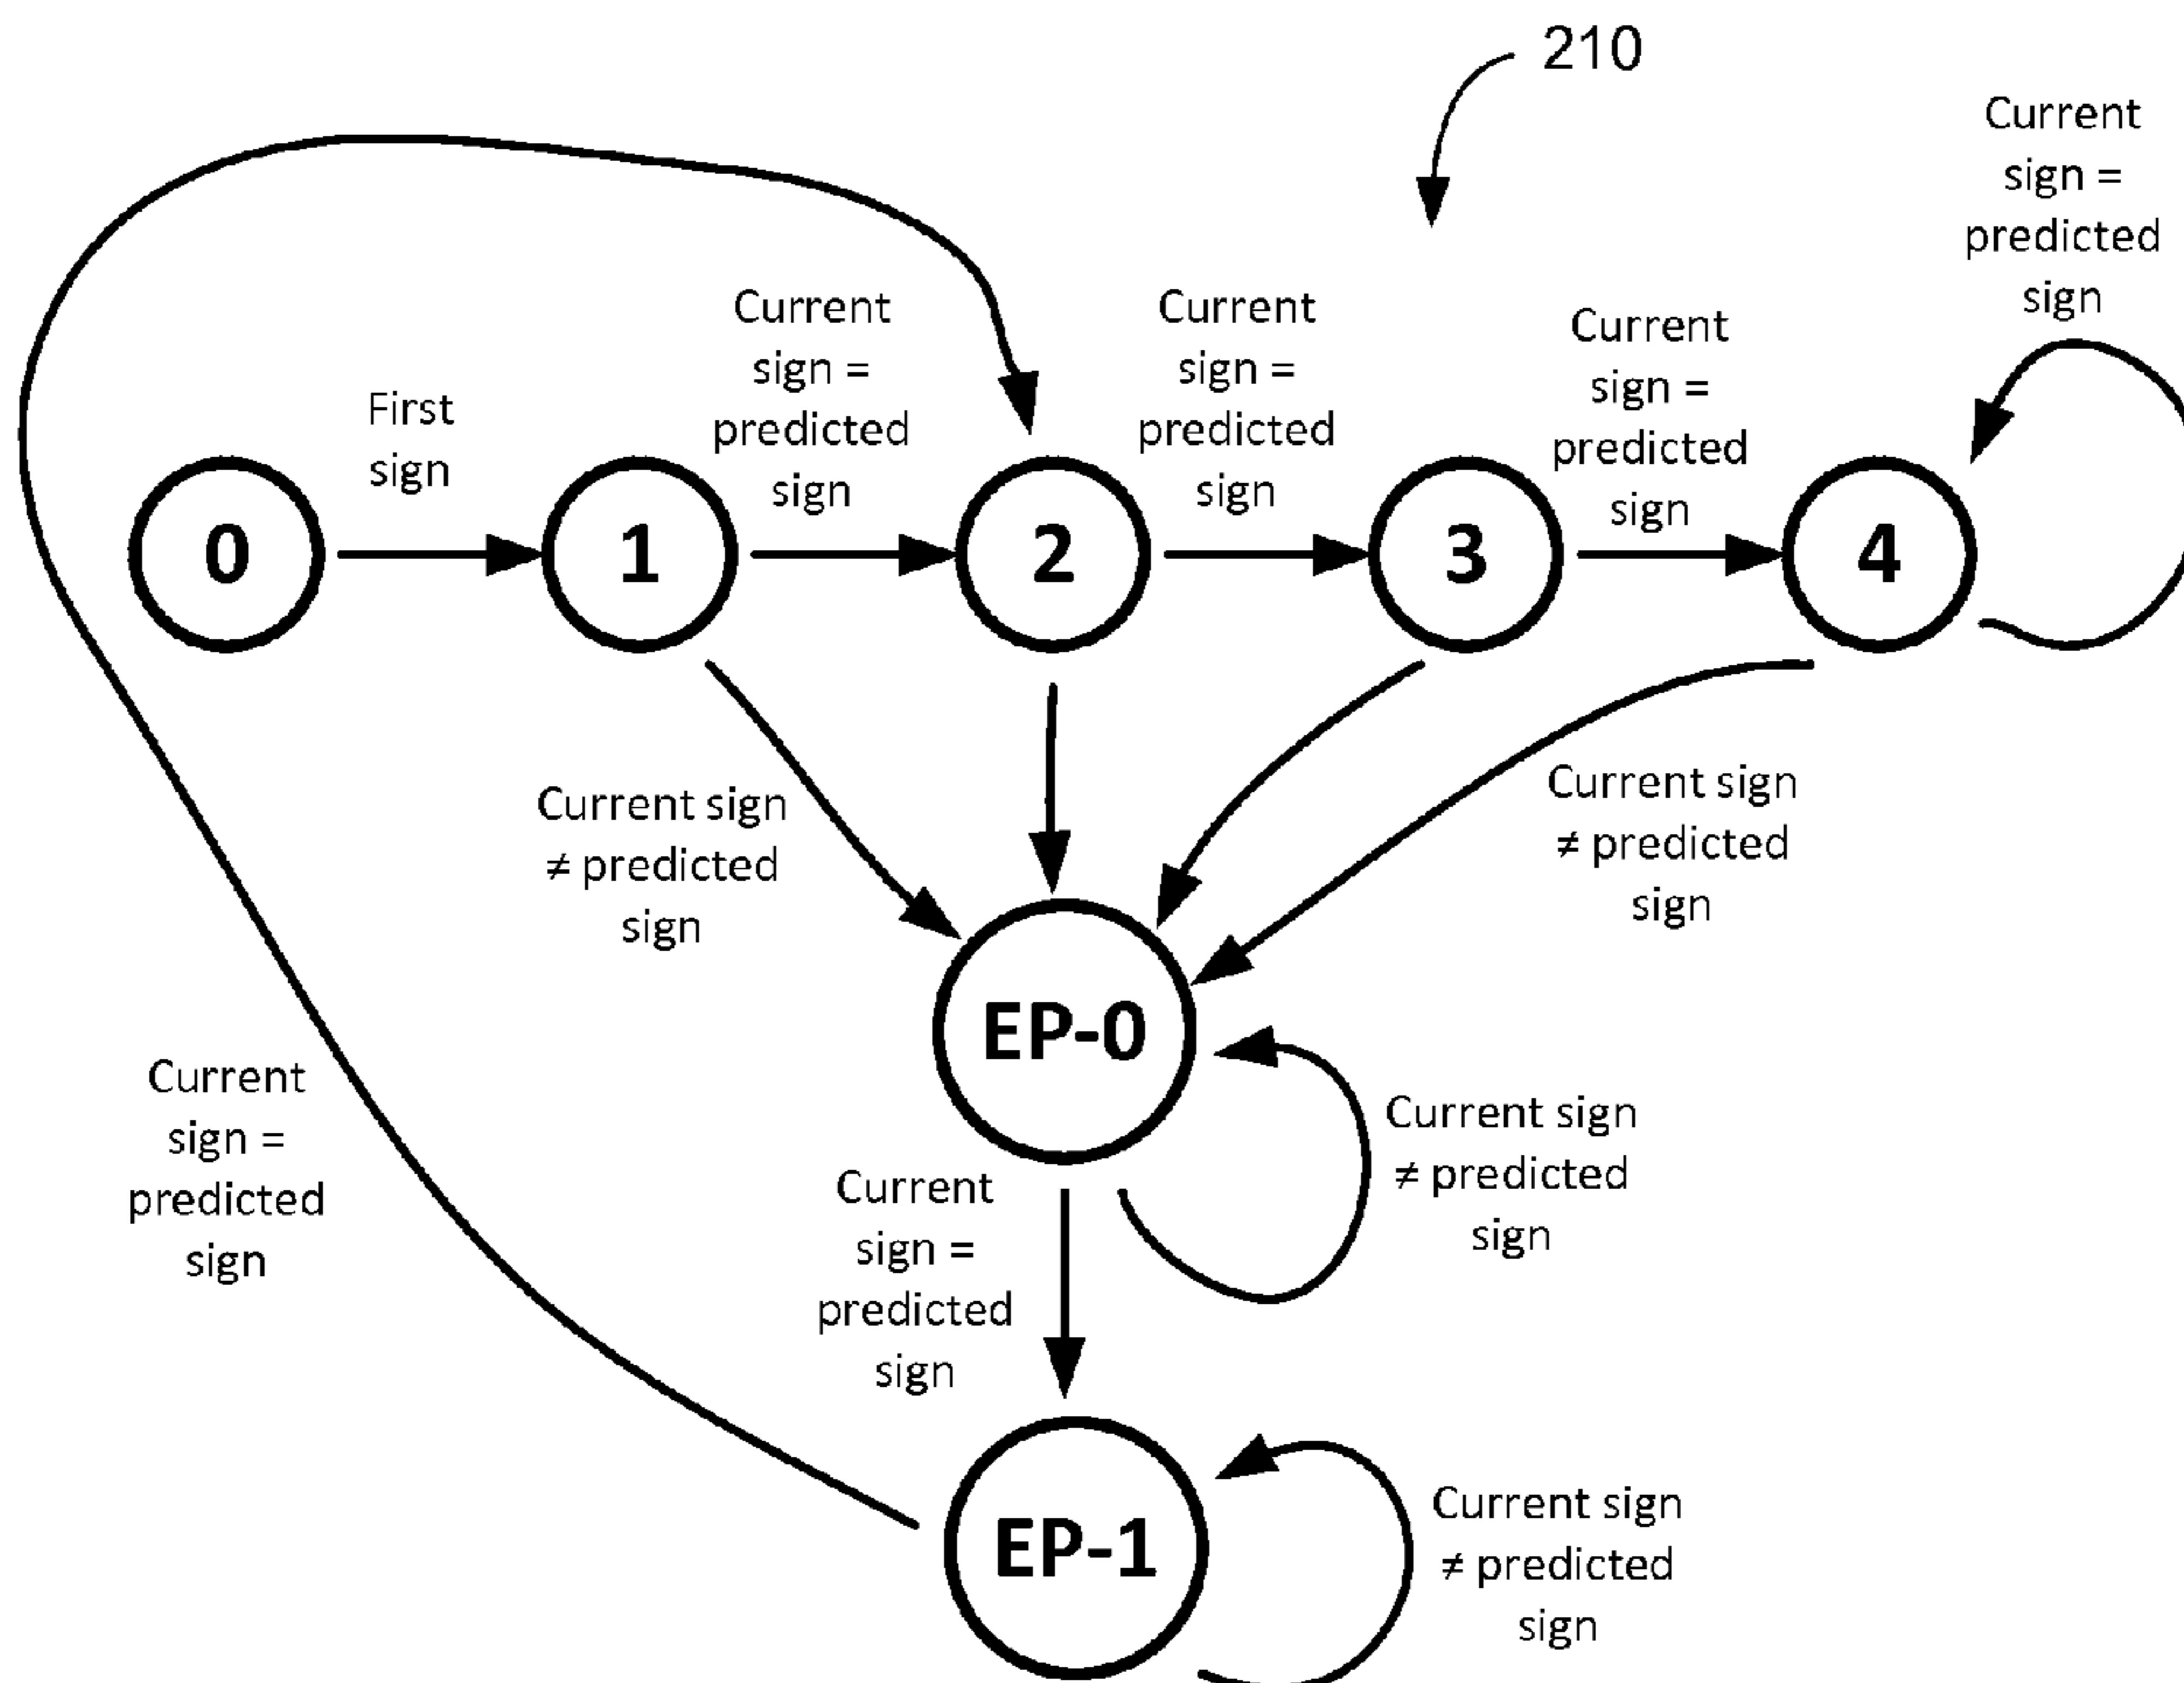 210
Current
sign =
predicted
sign
First
sign
Current
sign =
predicted
sign
Current
sign =
predicted
sign
Current
sign =
predicted
sign
0
1
2
3
4
Current sign
≠ predicted
sign
Current sign
≠ predicted
sign
EP-0
Current
sign =
predicted
sign
Current
sign =
predicted
sign
Current sign
≠ predicted
sign
EP-1
Current sign
≠ predicted
sign